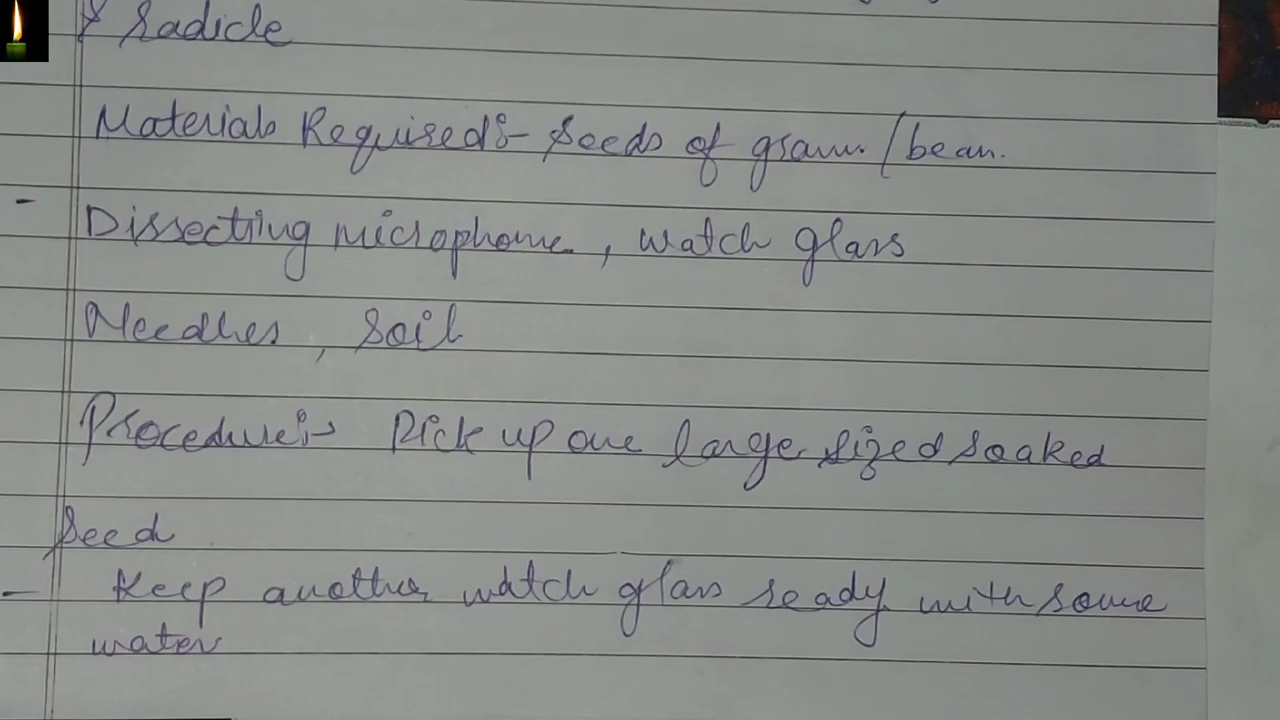 Radicle
Materials Required:- Seeds of gram / bean.
- Dissecting microphone, watch glass
Needles, Soil
Procedure:- Pick up one large sized soaked
Seed
- Keep another watch glass ready with some
water